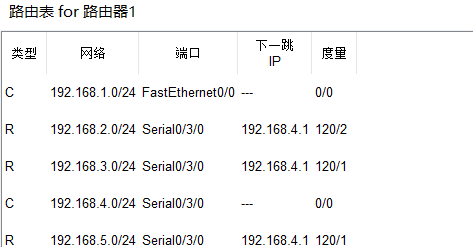 路由表 for 路由器1
类型 网络 端口 下一跳 IP 度量
C 192.168.1.0/24 FastEthernet0/0 --- 0/0
R 192.168.2.0/24 Serial0/3/0 192.168.4.1 120/2
R 192.168.3.0/24 Serial0/3/0 192.168.4.1 120/1
C 192.168.4.0/24 Serial0/3/0 --- 0/0
R 192.168.5.0/24 Serial0/3/0 192.168.4.1 120/1